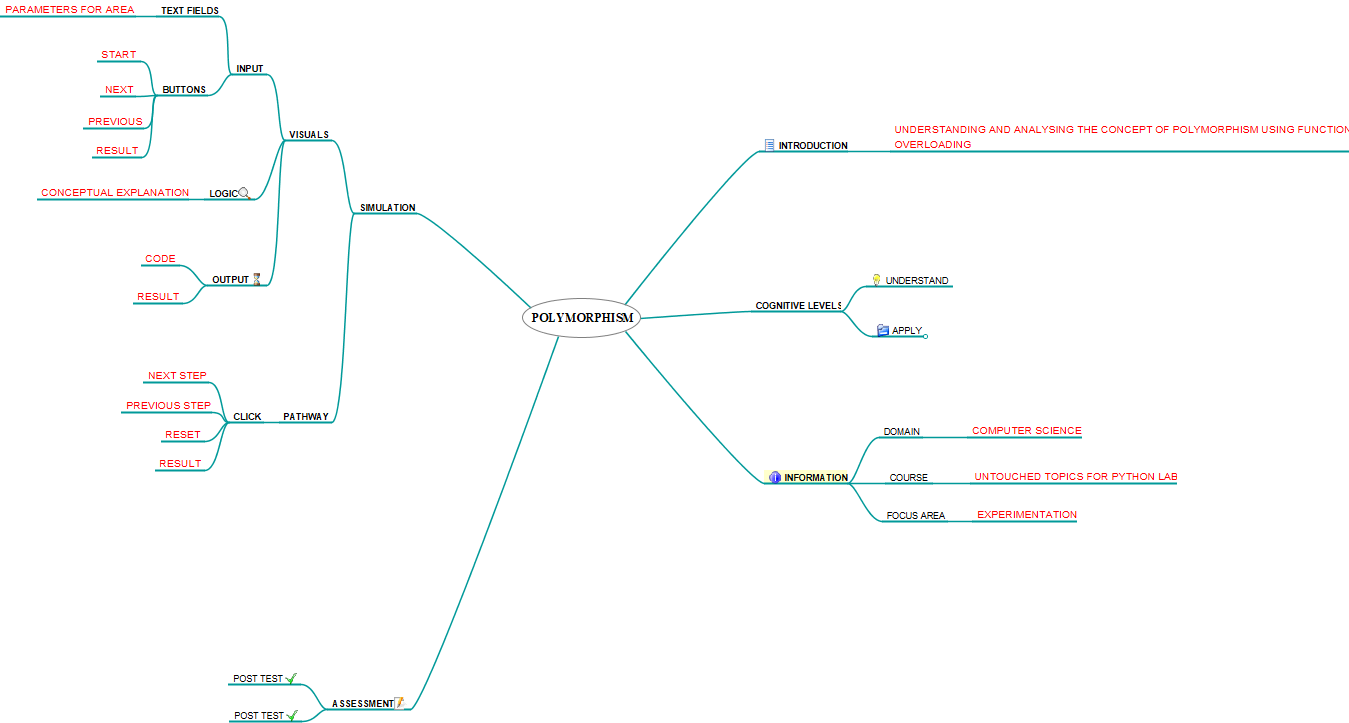 PARAMETERS FOR AREA
TEXT FIELDS
START
NEXT
PREVIOUS
RESULT
BUTTONS
INPUT
CONCEPTUAL EXPLANATION
LOGIC
CODE
RESULT
OUTPUT
VISUALS
NEXT STEP
PREVIOUS STEP
RESET
RESULT
CLICK
PATHWAY
SIMULATION
POST TEST
POST TEST
ASSESSMENT
POLYMORPHISM
INTRODUCTION
UNDERSTANDING AND ANALYSING THE CONCEPT OF POLYMORPHISM USING FUNCTION
OVERLOADING
COGNITIVE LEVELS
UNDERSTAND
APPLY
INFORMATION
DOMAIN
COMPUTER SCIENCE
COURSE
UNTOUCHED TOPICS FOR PYTHON LAB
FOCUS AREA
EXPERIMENTATION